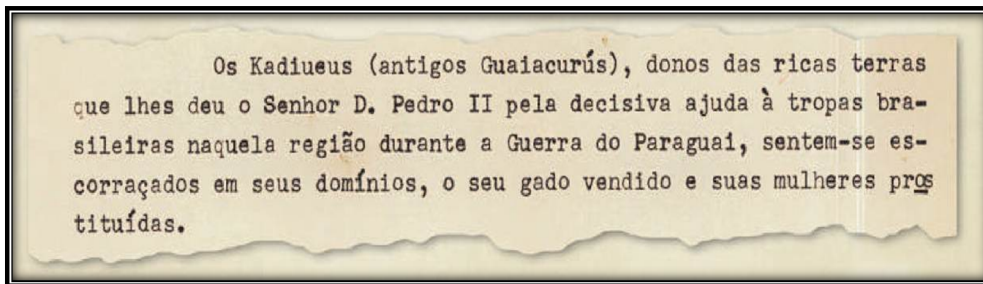 Os Kadiueus (antigos Guaiacurús), donos das ricas terras
que lhes deu o Senhor D. Pedro II pela decisiva ajuda à tropas bra-
sileiras naquela região durante a Guerra do Paraguai, sentem-se es-
corraçados em seus domínios, o seu gado vendido e suas mulheres pros
tituídas.